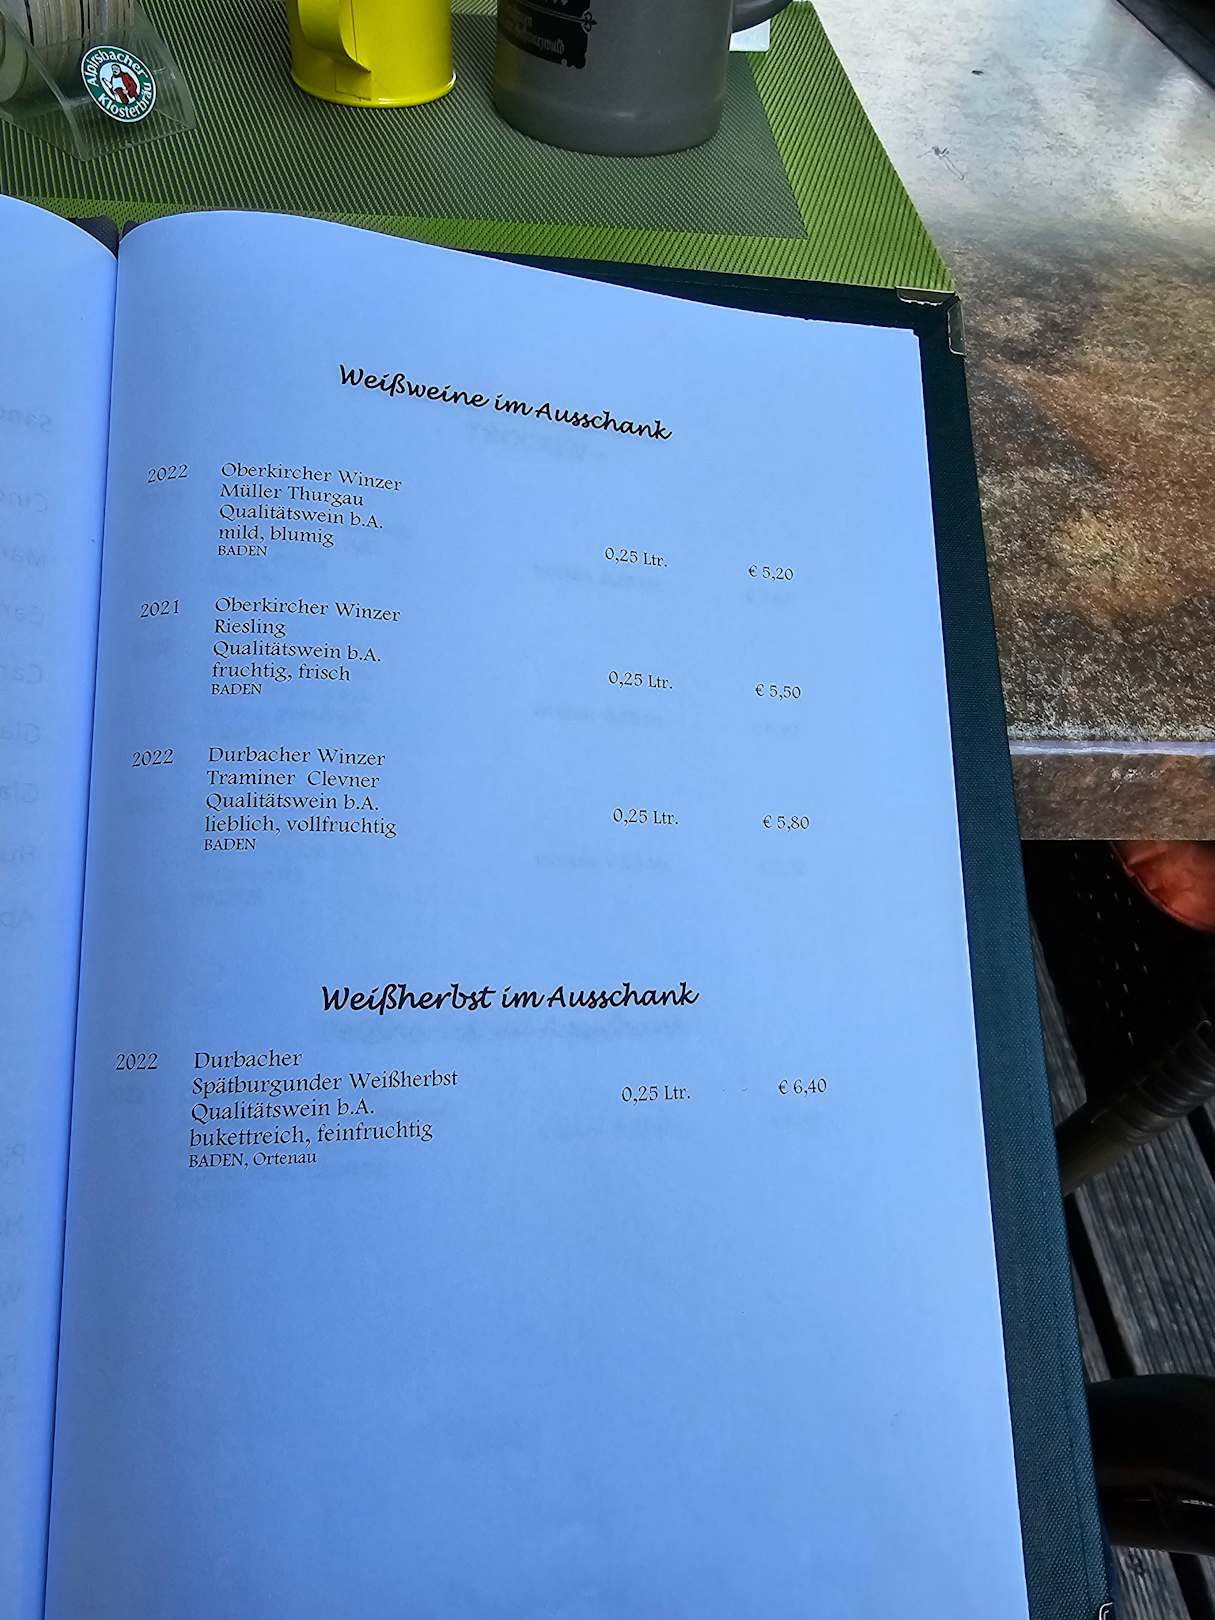 Alpirsbacher
Klosterbräu
Weißweine im Ausschank
2022 Oberkircher Winzer
Müller Thurgau
Qualitätswein b.A.
mild, blumig
BADEN 0,25 Ltr. € 5,20
2021 Oberkircher Winzer
Riesling
Qualitätswein b.A.
fruchtig, frisch
BADEN 0,25 Ltr. € 5,50
2022 Durbacher Winzer
Traminer Clevner
Qualitätswein b.A.
lieblich, vollfruchtig 0,25 Ltr. € 5,80
BADEN
Weißherbst im Ausschank
2022 Durbacher
Spätburgunder Weißherbst 0,25 Ltr. € 6,40
Qualitätswein b.A.
bukettreich, feinfruchtig
BADEN, Ortenau